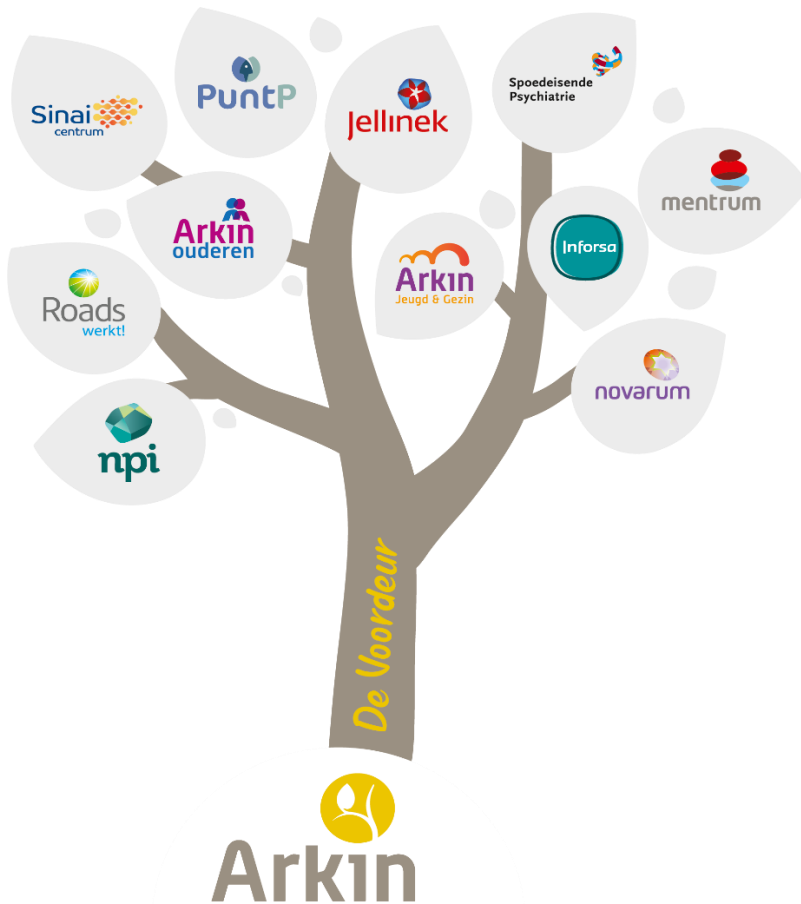 Sinai
centrum
PuntP
Jellinek
Spoedeisende
Psychiatrie
mentrum
Arkin
ouderen
Arkin
Jeugd & Gezin
Inforsa
Roads
werkt!
novarum
npi
De Voordeur
Arkin